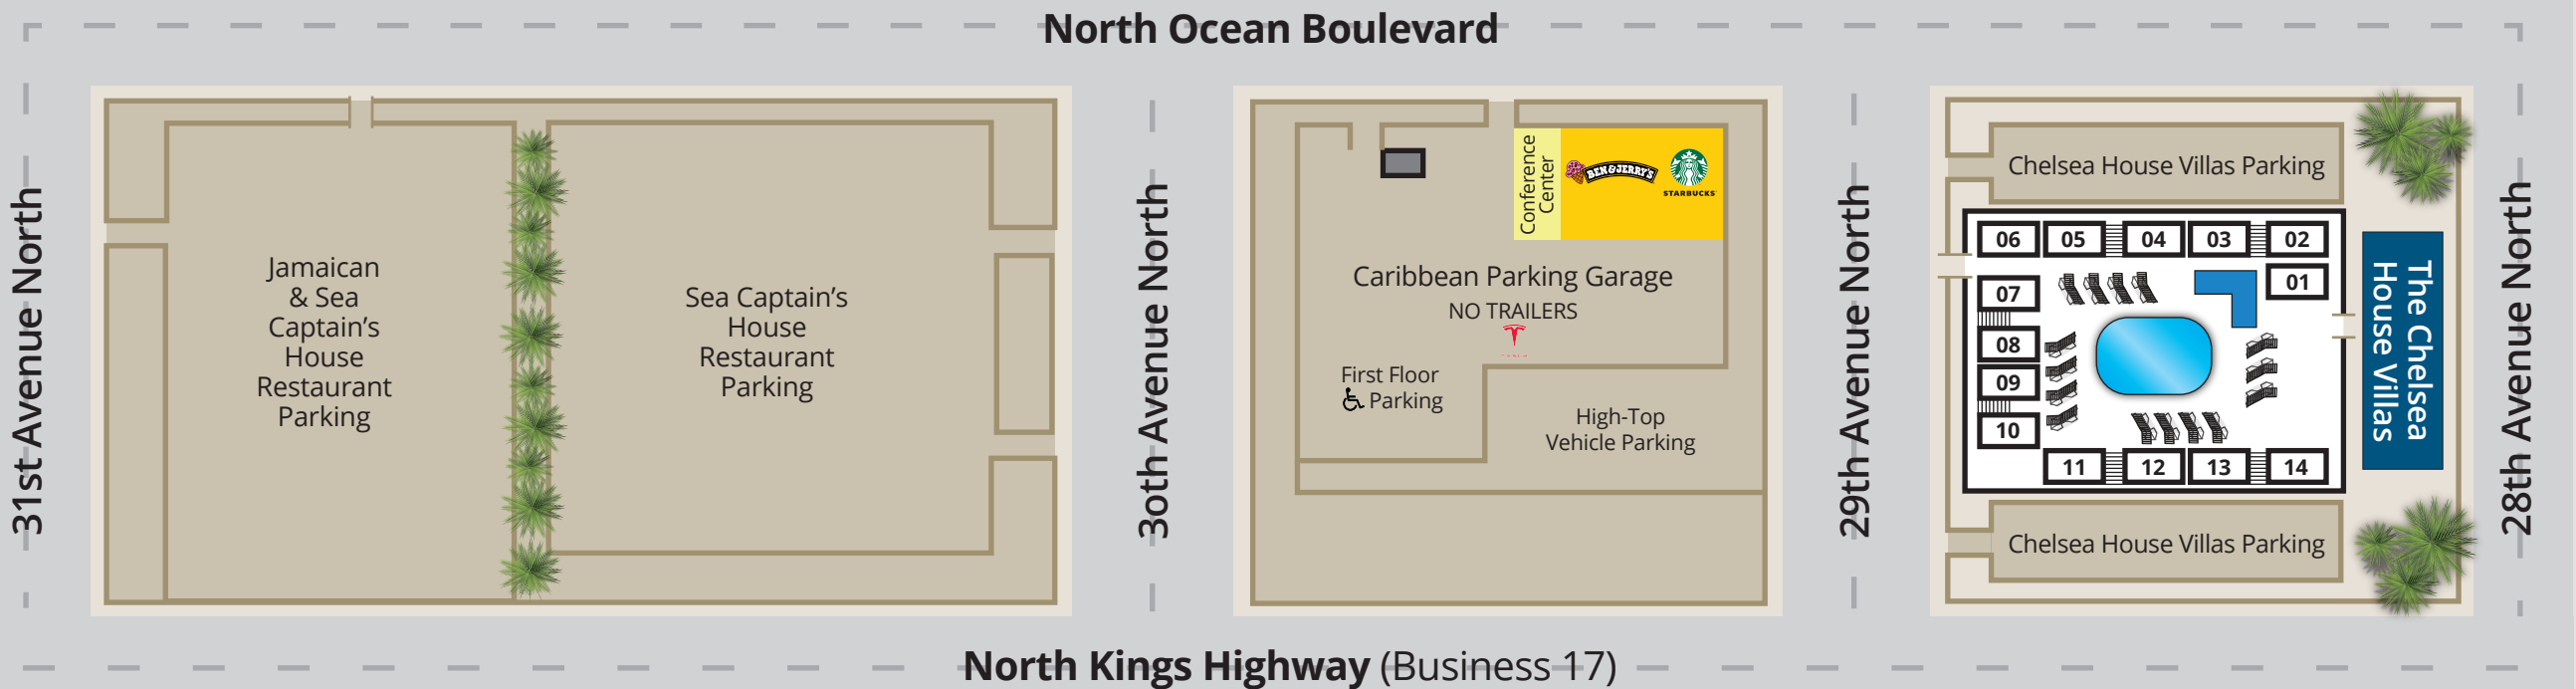 North Ocean Boulevard
31st Avenue North
Jamaican
& Sea
Captain's
House
Restaurant
Parking
Sea Captain's
House
Restaurant
Parking
30th Avenue North
Conference
Center
BEN & JERRY'S
STARBUCKS
Caribbean Parking Garage
NO TRAILERS
First Floor
Parking
High-Top
Vehicle Parking
29th Avenue North
Chelsea House Villas Parking
06 05 04 03 02
01
07
08
09
10
11 12 13 14
Chelsea House Villas Parking
The Chelsea
House Villas
28th Avenue North
North Kings Highway (Business 17)